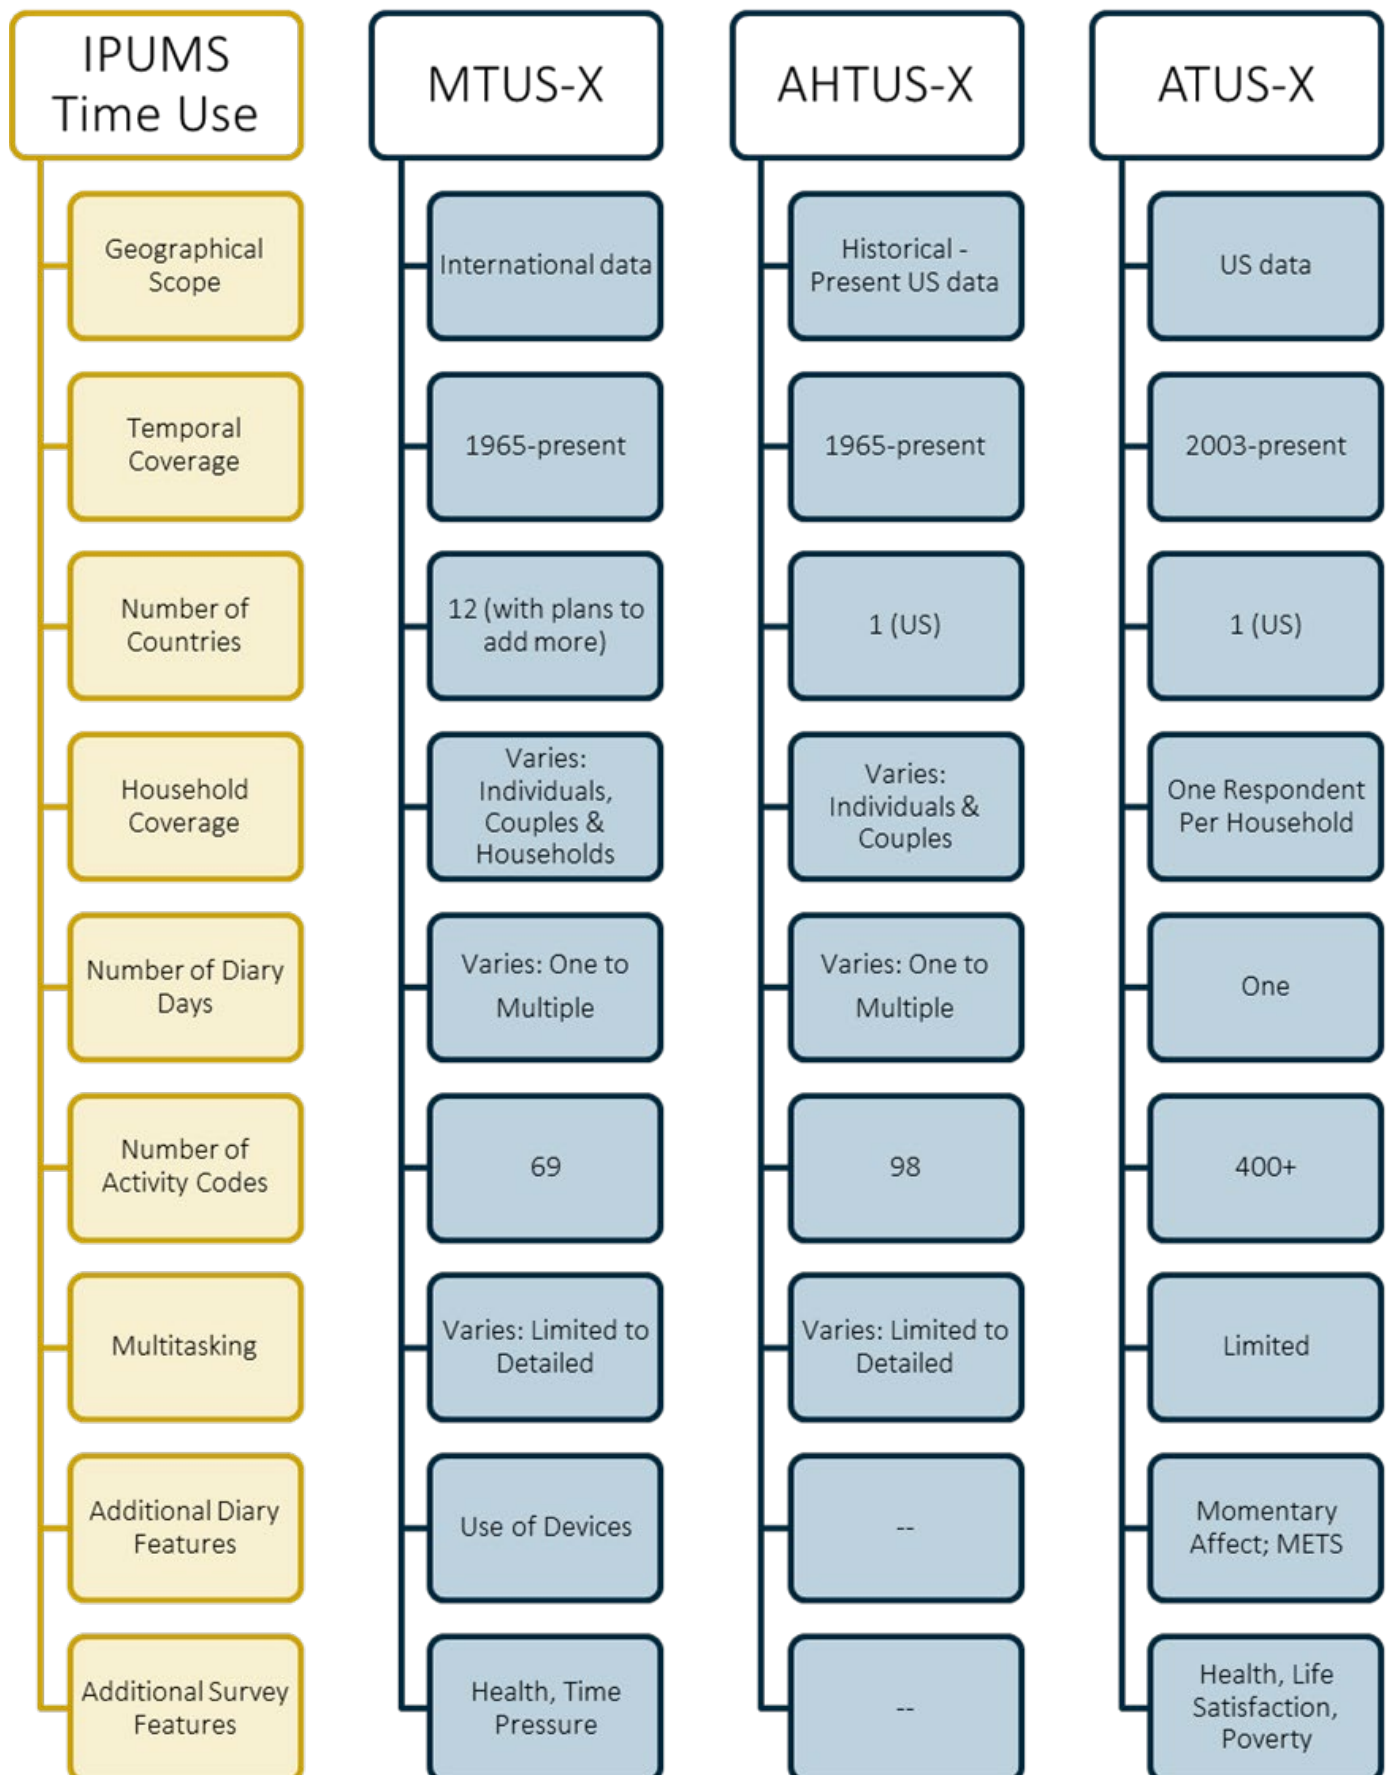 IPUMS
Time Use
MTUS-X
AHTUS-X
ATUS-X
Geographical
Scope
International data
Historical -
Present US data
US data
Temporal
Coverage
1965-present
1965-present
2003-present
Number of
Countries
12 (with plans to
add more)
1 (US)
1 (US)
Household
Coverage
Varies:
Individuals,
Couples &
Households
Varies:
Individuals &
Couples
One Respondent
Per Household
Number of Diary
Days
Varies: One to
Multiple
Varies: One to
Multiple
One
Number of
Activity Codes
69
98
400+
Multitasking
Varies: Limited to
Detailed
Varies: Limited to
Detailed
Limited
Additional Diary
Features
Use of Devices
--
Momentary
Affect; METS
Additional Survey
Features
Health, Time
Pressure
--
Health, Life
Satisfaction,
Poverty